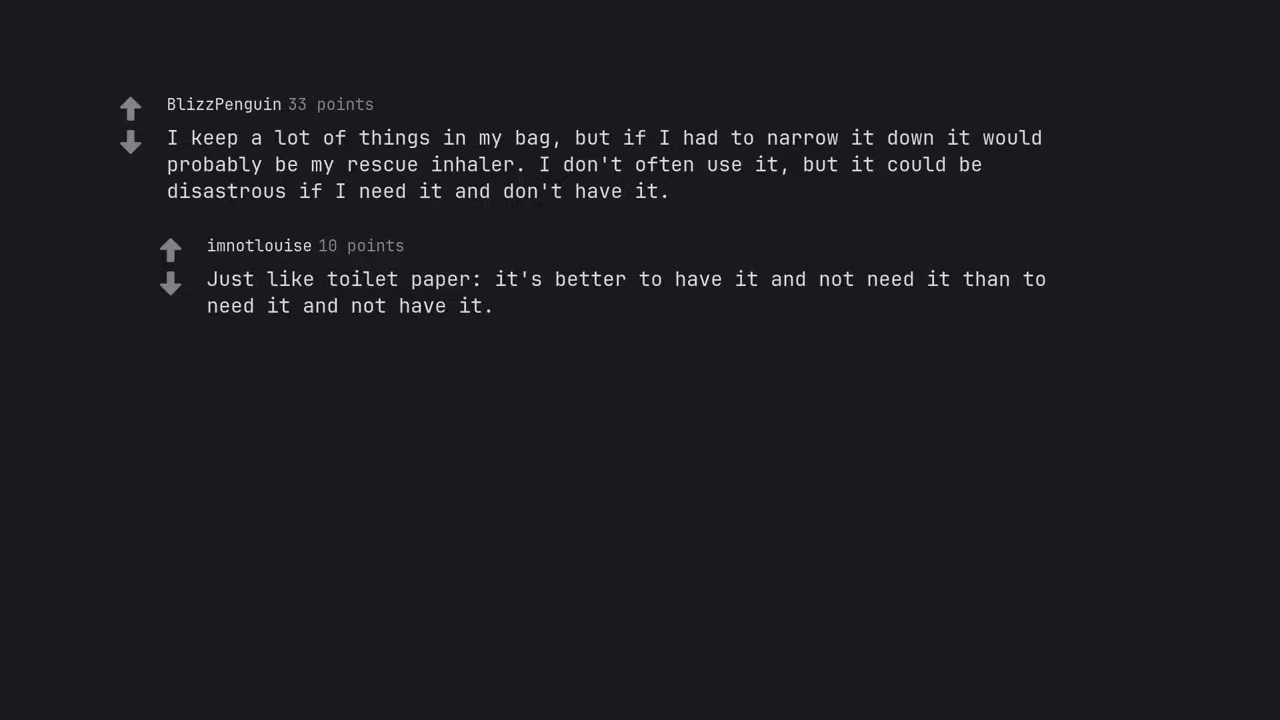 BlizzPenguin 33 points
I keep a lot of things in my bag, but if I had to narrow it down it would
probably be my rescue inhaler. I don't often use it, but it could be
disastrous if I need it and don't have it.
imnotlouise 10 points
Just like toilet paper: it's better to have it and not need it than to
need it and not have it.